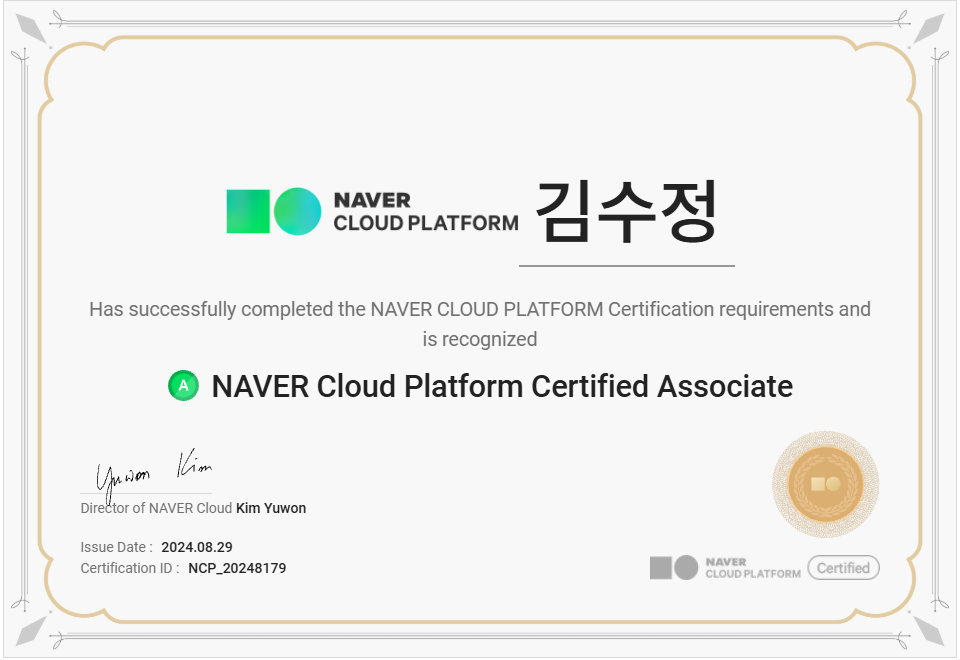 NAVER
CLOUD PLATFORM
김수정
Has successfully completed the NAVER CLOUD PLATFORM Certification requirements and
is recognized
A NAVER Cloud Platform Certified Associate
Yuwon Kim
Director of NAVER Cloud Kim Yuwon
Issue Date : 2024.08.29
Certification ID : NCP_20248179
NAVER
CLOUD PLATFORM Certified